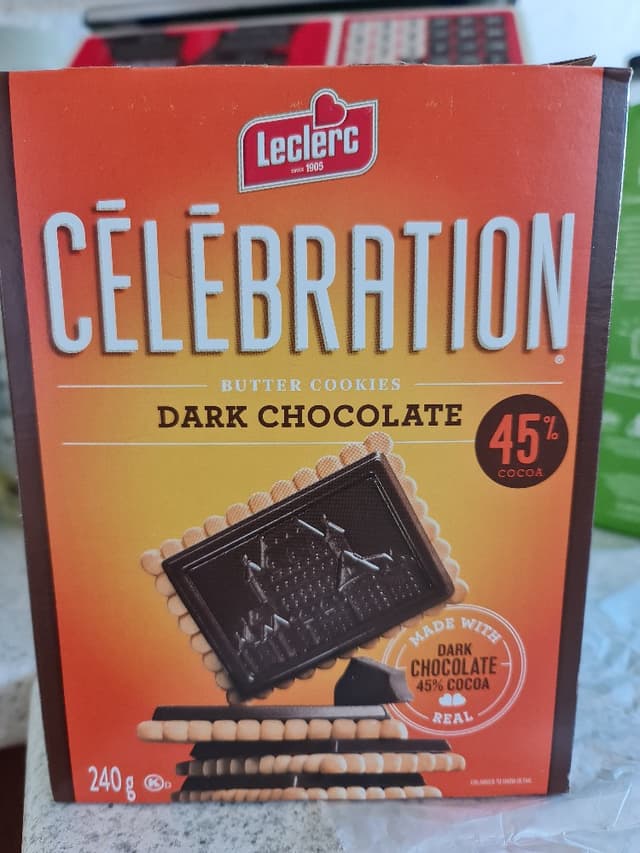 Leclerc
SINCE 1905
CĒLĒBRATION
BUTTER COOKIES
DARK CHOCOLATE
45%
COCOA
MADE WITH
DARK
CHOCOLATE
45% COCOA
REAL
240 g
K D